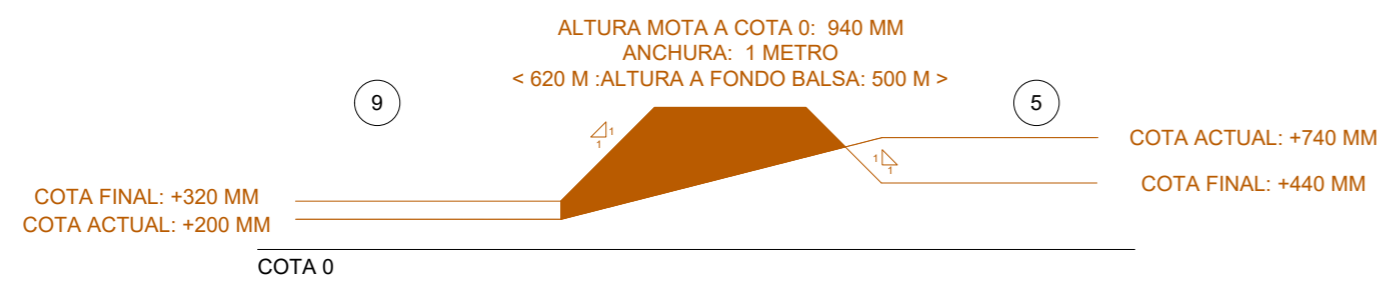 ALTURA MOTA A COTA 0: 940 MM
ANCHURA: 1 METRO
< 620 M :ALTURA A FONDO BALSA: 500 M >
9
5
1
1
1
1
COTA ACTUAL: +740 MM
COTA FINAL: +440 MM
COTA FINAL: +320 MM
COTA ACTUAL: +200 MM
COTA 0